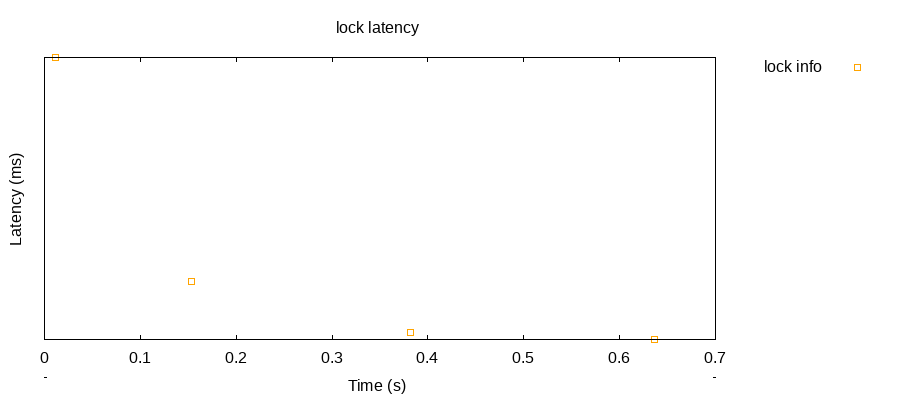 lock latency
lock info
Latency (ms)
0 0.1 0.2 0.3 0.4 0.5 0.6 0.7
- -
Time (s)